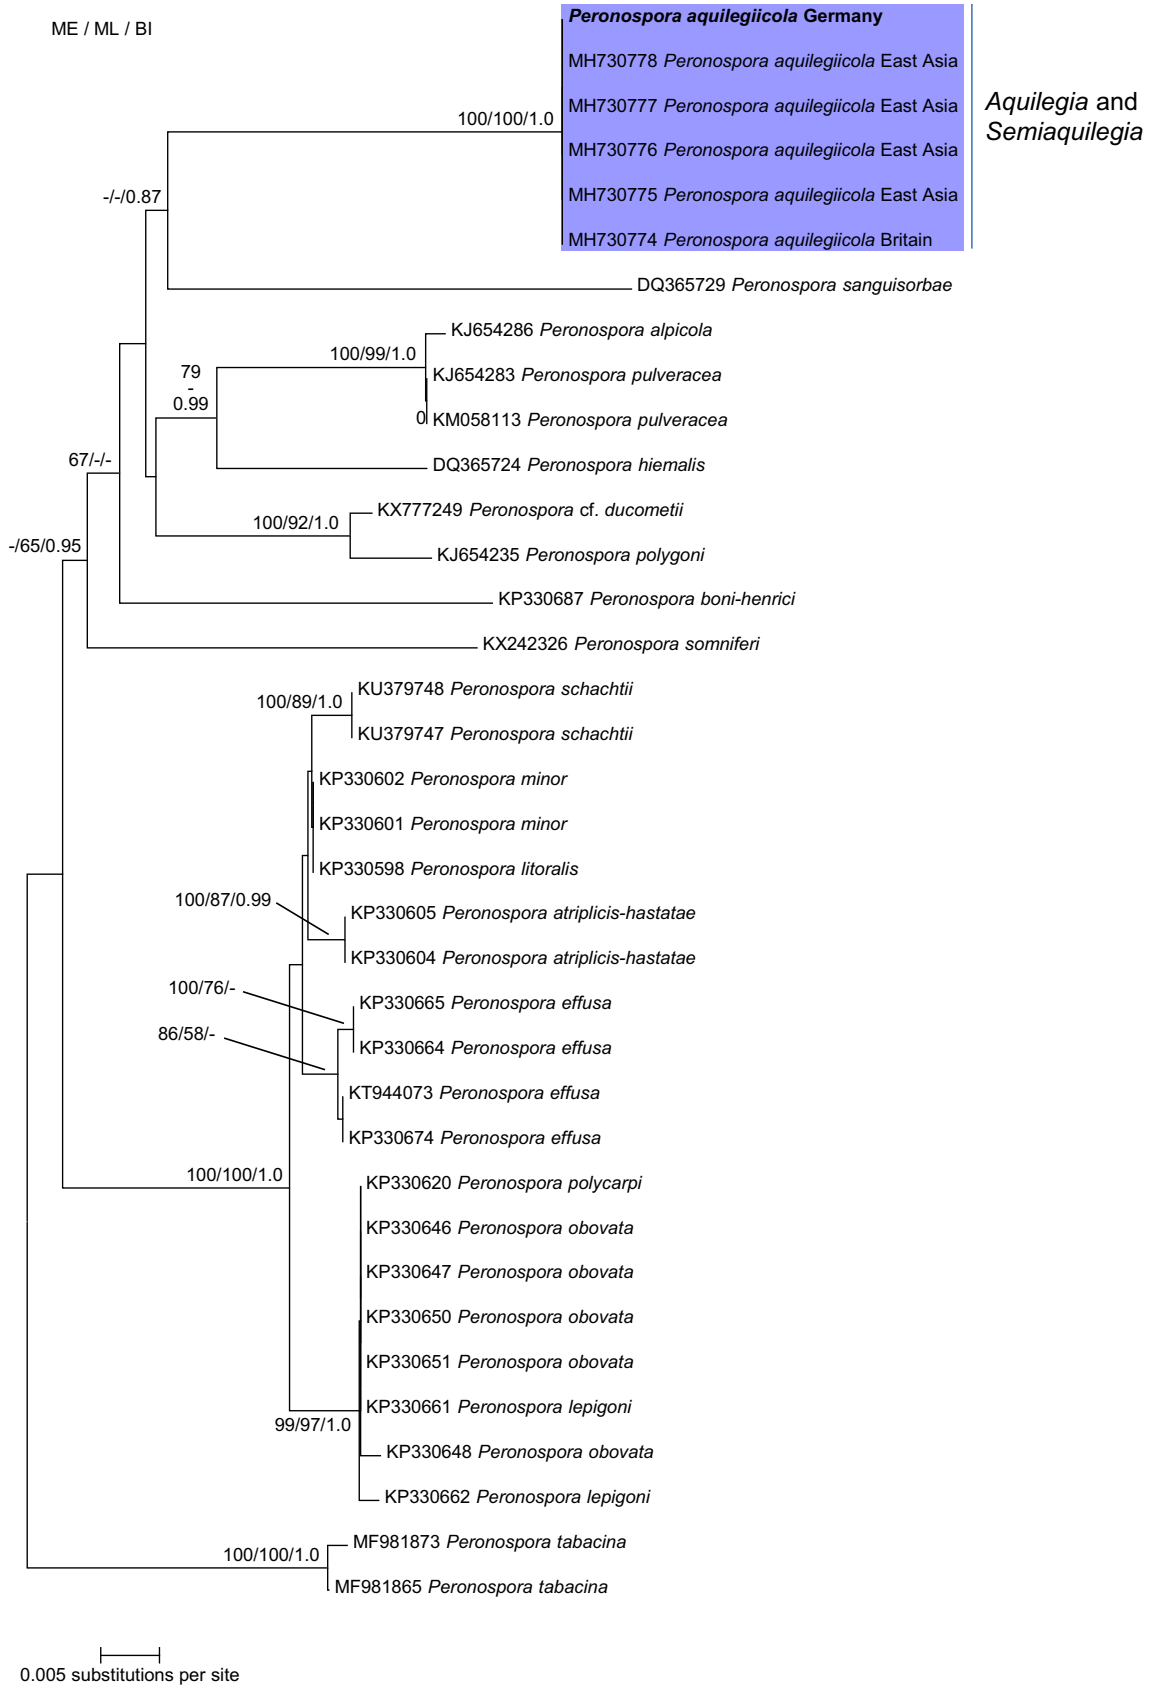 ME / ML / BI
Peronospora aquilegiicola Germany
MH730778 Peronospora aquilegiicola East Asia
MH730777 Peronospora aquilegiicola East Asia
MH730776 Peronospora aquilegiicola East Asia
MH730775 Peronospora aquilegiicola East Asia
MH730774 Peronospora aquilegiicola Britain
Aquilegia and
Semiaquilegia
100/100/1.0
-/-/0.87
DQ365729 Peronospora sanguisorbae
KJ654286 Peronospora alpicola
100/99/1.0
KJ654283 Peronospora pulveracea
79
-
0.99
0
KM058113 Peronospora pulveracea
67/-/-
DQ365724 Peronospora hiemalis
KX777249 Peronospora cf. ducometii
100/92/1.0
-/65/0.95
KJ654235 Peronospora polygoni
KP330687 Peronospora boni-henrici
KX242326 Peronospora somniferi
KU379748 Peronospora schachtii
100/89/1.0
KU379747 Peronospora schachtii
KP330602 Peronospora minor
KP330601 Peronospora minor
KP330598 Peronospora litoralis
100/87/0.99
KP330605 Peronospora atriplicis-hastatae
KP330604 Peronospora atriplicis-hastatae
100/76/-
KP330665 Peronospora effusa
86/58/-
KP330664 Peronospora effusa
KT944073 Peronospora effusa
KP330674 Peronospora effusa
100/100/1.0
KP330620 Peronospora polycarpi
KP330646 Peronospora obovata
KP330647 Peronospora obovata
KP330650 Peronospora obovata
KP330651 Peronospora obovata
KP330661 Peronospora lepigoni
99/97/1.0
KP330648 Peronospora obovata
KP330662 Peronospora lepigoni
MF981873 Peronospora tabacina
100/100/1.0
MF981865 Peronospora tabacina
0.005 substitutions per site